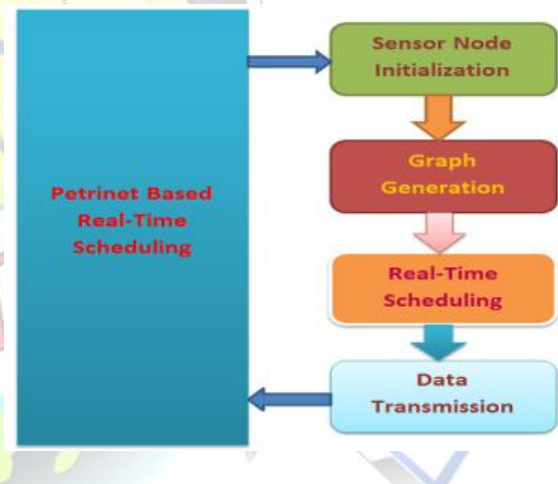 Petrinet Based
Real-Time
Scheduling
Sensor Node
Initialization
Graph
Generation
Real-Time
Scheduling
Data
Transmission